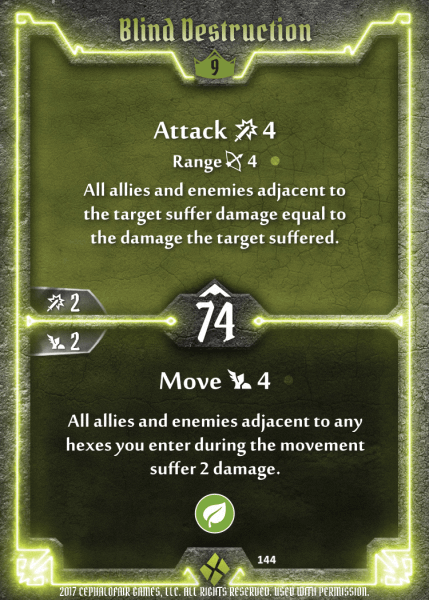 Blind Destruction
9
Attack 4
Range 4
All allies and enemies adjacent to
the target suffer damage equal to
the damage the target suffered.
2
74
2
Move 4
All allies and enemies adjacent to any
hexes you enter during the movement
suffer 2 damage.
144
2017 CEPHALOFAIR GAMES, LLC. ALL RIGHTS RESERVED. USED WITH PERMISSION.